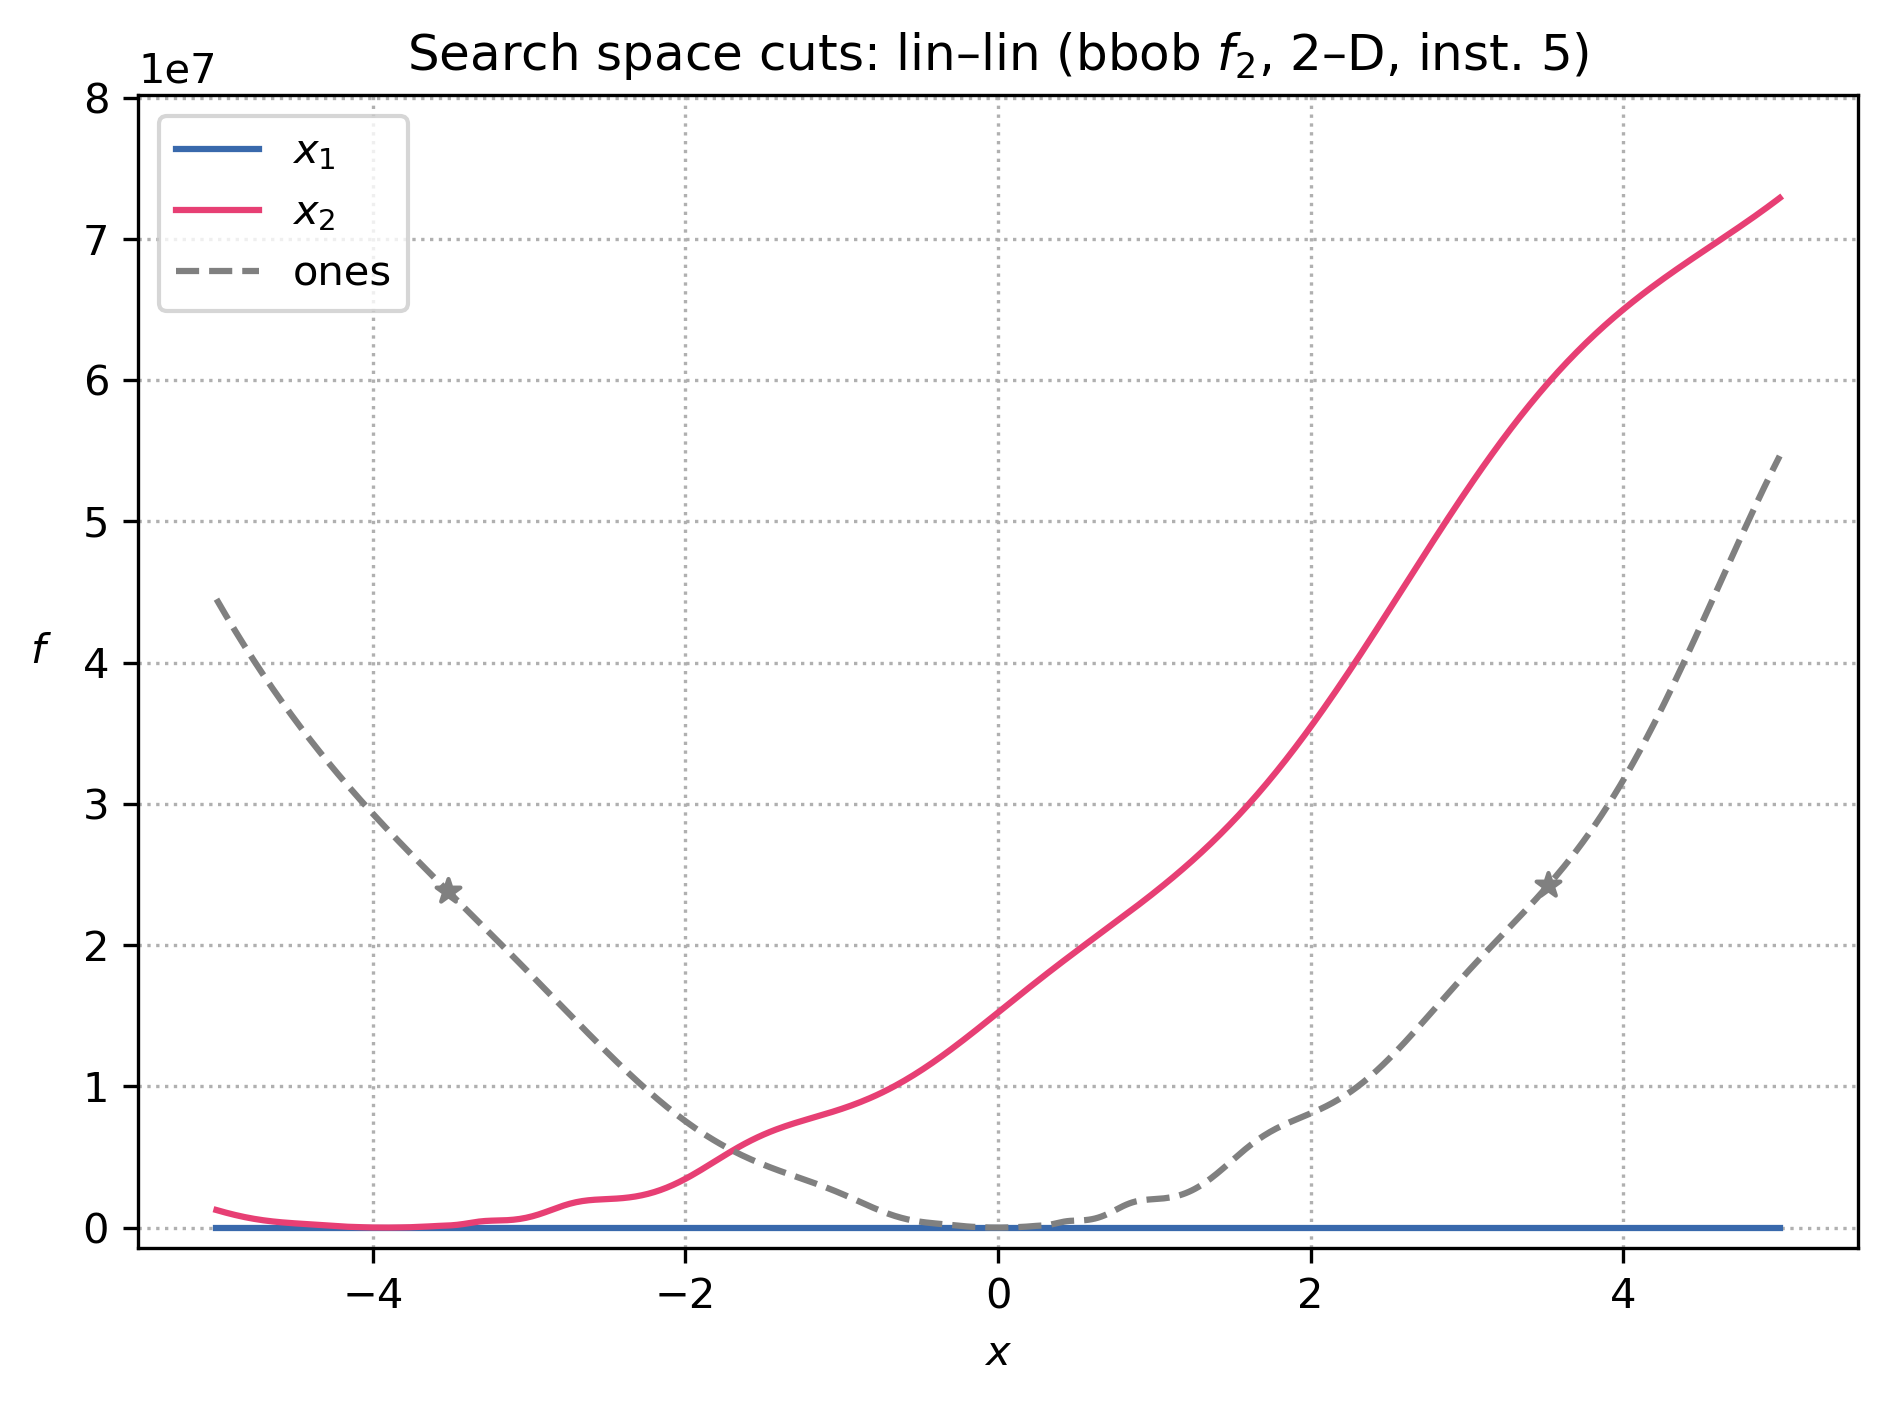 Search space cuts: lin–lin (bbob f₂, 2–D, inst. 5)
1e7
x₁
x₂
ones
8
7
6
5
4
3
2
1
0
f
−4 −2 0 2 4
x